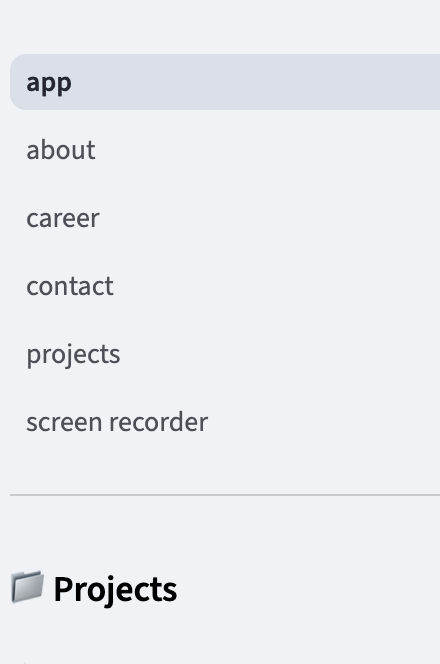 app
about
career
contact
projects
screen recorder
Projects